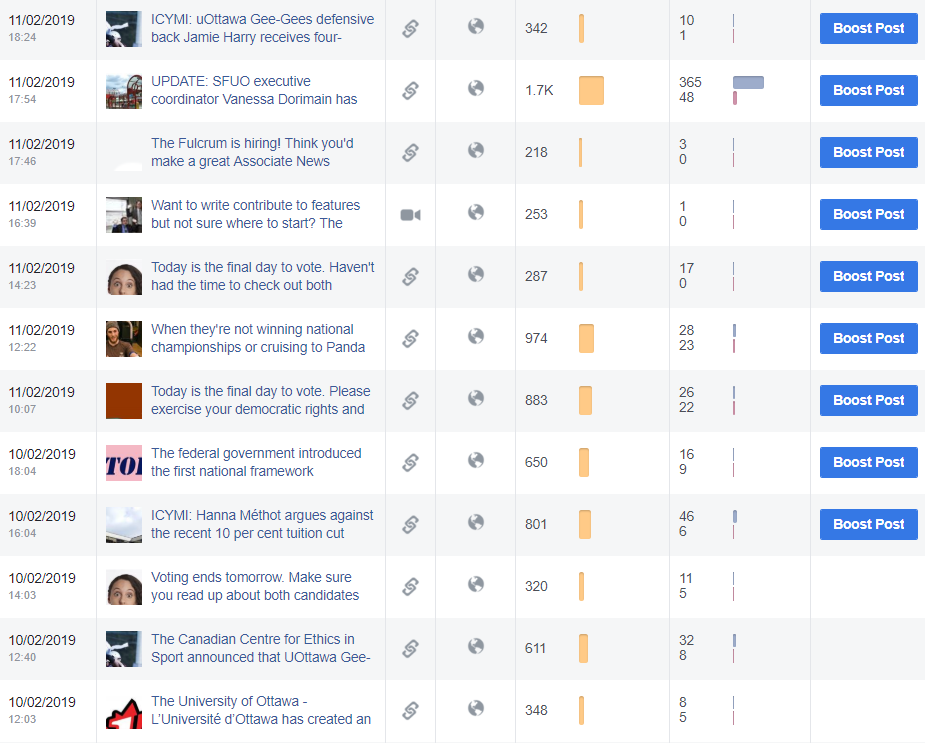 11/02/2019
18:24
ICYMI: uOttawa Gee-Gees defensive
back Jamie Harry receives four-
342
10
1
Boost Post
11/02/2019
17:54
UPDATE: SFUO executive
coordinator Vanessa Dorimain has
1.7K
365
48
Boost Post
11/02/2019
17:46
The Fulcrum is hiring! Think you'd
make a great Associate News
218
3
0
Boost Post
11/02/2019
16:39
Want to write contribute to features
but not sure where to start? The
253
1
0
Boost Post
11/02/2019
14:23
Today is the final day to vote. Haven't
had the time to check out both
287
17
0
Boost Post
11/02/2019
12:22
When they're not winning national
championships or cruising to Panda
974
28
23
Boost Post
11/02/2019
10:07
Today is the final day to vote. Please
exercise your democratic rights and
883
26
22
Boost Post
10/02/2019
18:04
TOI
The federal government introduced
the first national framework
650
16
9
Boost Post
10/02/2019
16:04
ICYMI: Hanna Méthot argues against
the recent 10 per cent tuition cut
801
46
6
Boost Post
10/02/2019
14:03
Voting ends tomorrow. Make sure
you read up about both candidates
320
11
5
10/02/2019
12:40
The Canadian Centre for Ethics in
Sport announced that UOttawa Gee-
611
32
8
10/02/2019
12:03
The University of Ottawa -
L'Université d'Ottawa has created an
348
8
5